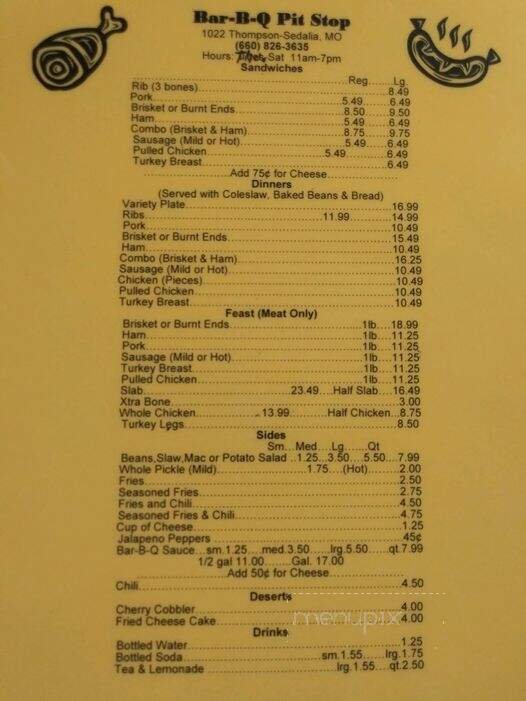 Bar-B-Q Pit Stop
1022 Thompson-Sedalia, MO
(660) 826-3635
Hours: Sat 11am-7pm
Sandwiches
Reg....Lg.
Rib (3 bones)...8.49
Pork...5.49...6.49
Brisket or Burnt Ends...8.50...9.50
Ham...5.49...6.49
Combo (Brisket & Ham)...8.75...9.75
Sausage (Mild or Hot)...5.49...6.49
Pulled Chicken...5.49...6.49
Turkey Breast...6.49
Add 75¢ for Cheese
Dinners
(Served with Coleslaw, Baked Beans & Bread)
Variety Plate...16.99
Ribs...11.99...14.99
Pork...10.49
Brisket or Burnt Ends...15.49
Ham...10.49
Combo (Brisket & Ham)...16.25
Sausage (Mild or Hot)...10.49
Chicken (Pieces)...10.49
Pulled Chicken...10.49
Turkey Breast...10.49
Feast (Meat Only)
Brisket or Burnt Ends...1lb...18.99
Ham...1lb...11.25
Pork...1lb...11.25
Sausage (Mild or Hot)...1lb...11.25
Turkey Breast...1lb...11.25
Pulled Chicken...1lb...11.25
Slab...23.49...Half Slab...16.49
Xtra Bone...3.00
Whole Chicken...13.99...Half Chicken...8.75
Turkey Legs...8.50
Sides
Sm...Med...Lg...Qt
Beans,Slaw,Mac or Potato Salad ..1.25...3.50...5.50...7.99
Whole Pickle (Mild)...1.75...(Hot)...2.00
Fries...2.50
Seasoned Fries...2.75
Fries and Chili...4.50
Seasoned Fries & Chili...4.75
Cup of Cheese...1.25
Jalapeno Peppers...45¢
Bar-B-Q Sauce...sm.1.25...med.3.50...lrg.5.50...qt.7.99
1/2 gal 11.00...Gal. 17.00
Add 50¢ for Cheese
Chili...4.50
Deserts
Cherry Cobbler...4.00
Fried Cheese Cake...4.00
menupix
Drinks
Bottled Water...1.25
Bottled Soda...sm.1.55...lrg.1.75
Tea & Lemonade...lrg.1.55...qt.2.50